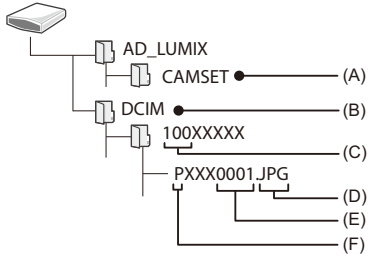 AD_LUMIX
CAMSET (A)
DCIM (B)
100XXXXX
(C)
PXXX0001.JPG
(D)
(E)
(F)